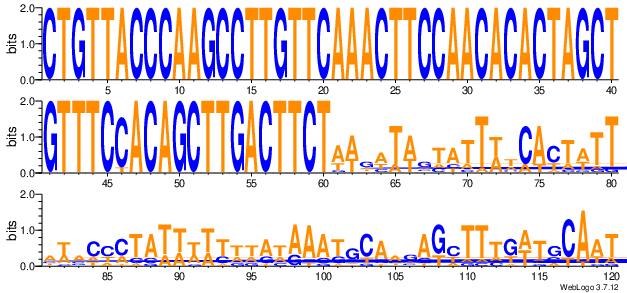 2.0
CTGTTACCCAAGCCTTGTTCAAACTTCCAACACACTAGCT
bits
1.0
0.0
5 10 15 20 25 30 35 40
2.0
GTTTCCACAGCTTGACTTCTAAGATAGTATTATCACTATT
bits
1.0
0.0
45 50 55 60 65 70 75 80
2.0
bits
1.0
0.0
85 90 95 100 105 110 115 120
WebLogo 3.7.12